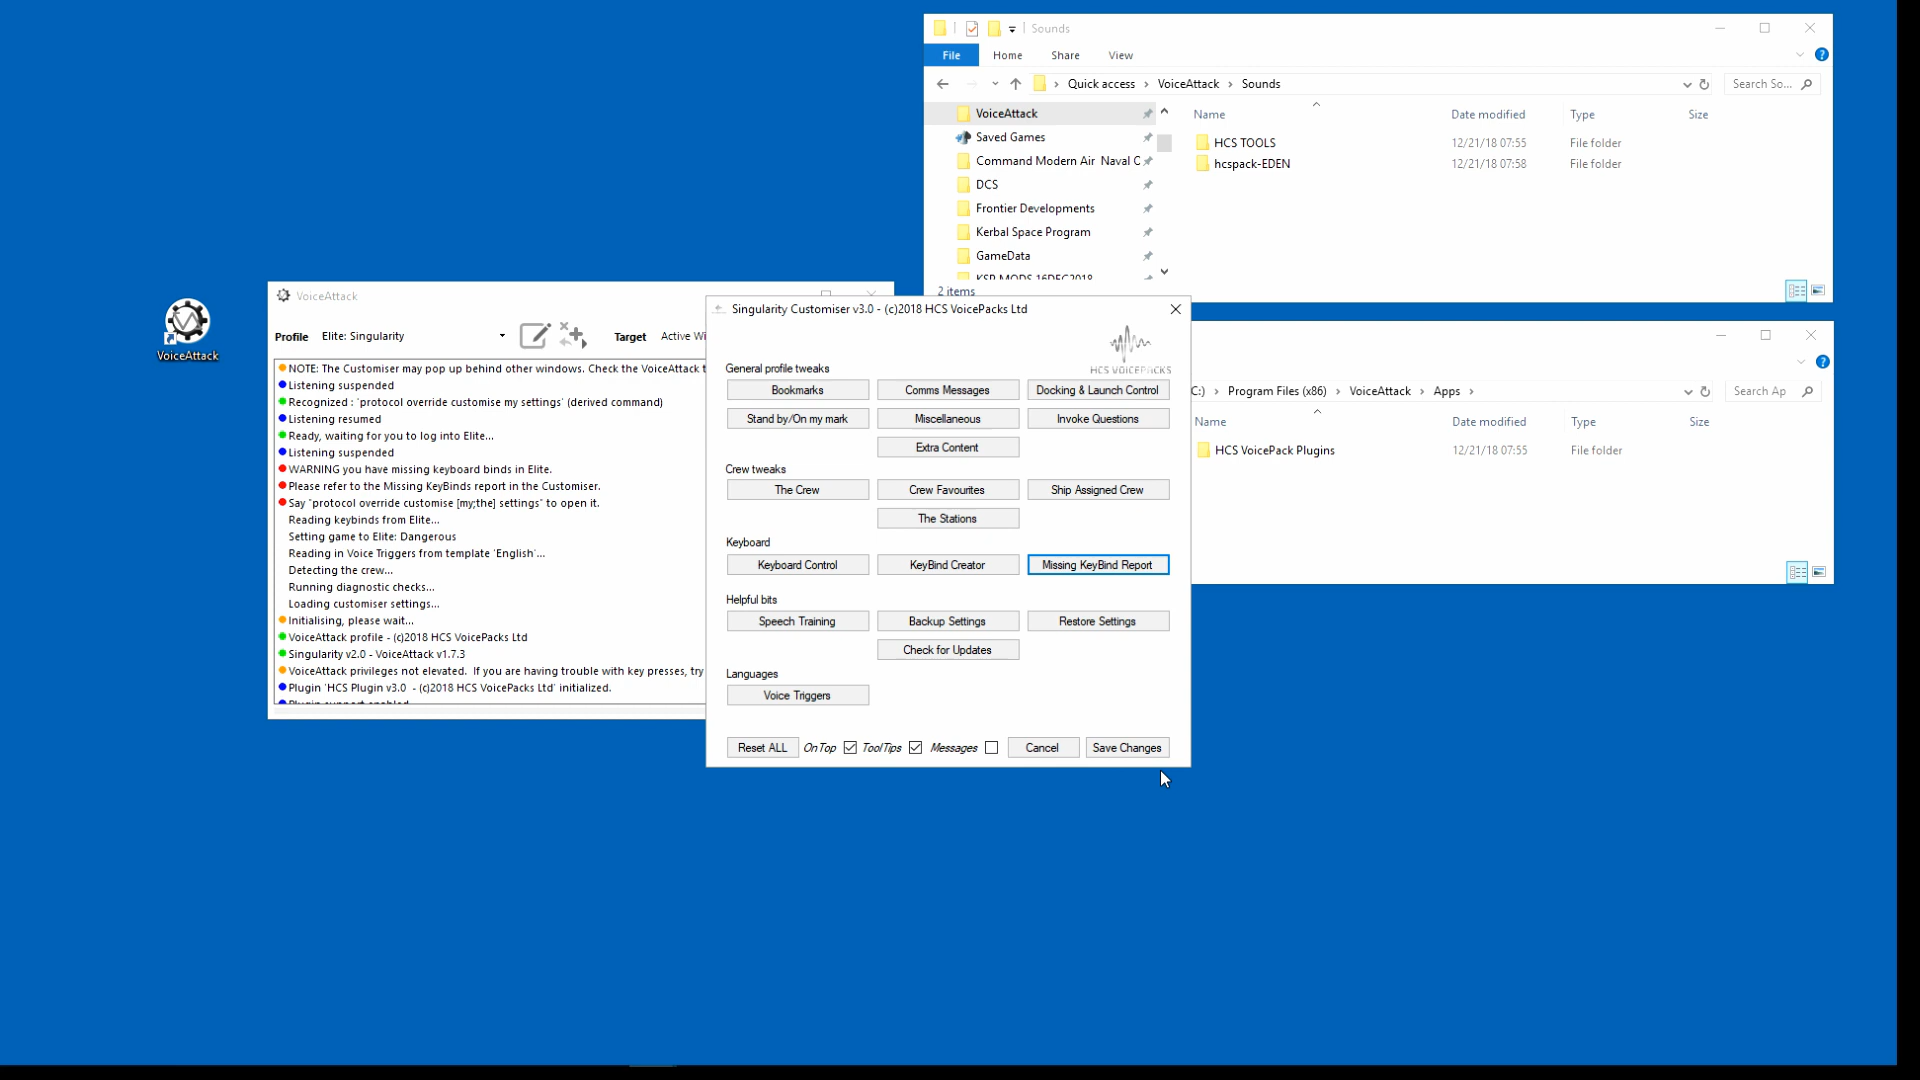 Sounds
File Home Share View
Quick access VoiceAttack Sounds
Search So...
VoiceAttack
Saved Games
Command Modern Air Naval O
DCS
Frontier Developments
Kerbal Space Program
GameData
KSP MODS 16DEC2018
Name Date modified Type Size
HCS TOOLS 12/21/18 07:55 File folder
hcspack-EDEN 12/21/18 07:58 File folder
2 items
VoiceAttack
VoiceAttack
Profile Elite: Singularity Target Active Wi
NOTE: The Customiser may pop up behind other windows. Check the VoiceAttack t
Listening suspended
Recognized : 'protocol override customise my settings' (derived command)
Listening resumed
Ready, waiting for you to log into Elite...
Listening suspended
WARNING you have missing keyboard binds in Elite.
Please refer to the Missing KeyBinds report in the Customiser.
Say "protocol override customise [my;the] settings" to open it.
Reading keybinds from Elite...
Setting game to Elite: Dangerous
Reading in Voice Triggers from template 'English'...
Detecting the crew...
Running diagnostic checks...
Loading customiser settings...
Initialising, please wait...
VoiceAttack profile - (c)2018 HCS VoicePacks Ltd
Singularity v2.0 - VoiceAttack v1.7.3
VoiceAttack privileges not elevated. If you are having trouble with key presses, try
Plugin 'HCS Plugin v3.0 - (c)2018 HCS VoicePacks Ltd' initialized.
Plugin support enabled
Singularity Customiser v3.0 - (c)2018 HCS VoicePacks Ltd
HCS VOICEPACKS
General profile tweaks
Bookmarks Comms Messages Docking & Launch Control
Stand by/On my mark Miscellaneous Invoke Questions
Extra Content
Crew tweaks
The Crew Crew Favourites Ship Assigned Crew
The Stations
Keyboard
Keyboard Control KeyBind Creator Missing KeyBind Report
Helpful bits
Speech Training Backup Settings Restore Settings
Check for Updates
Languages
Voice Triggers
Reset ALL OnTop ToolTips Messages Cancel Save Changes
C:) Program Files (x86) VoiceAttack Apps
Search Ap
Name Date modified Type Size
HCS VoicePack Plugins 12/21/18 07:55 File folder